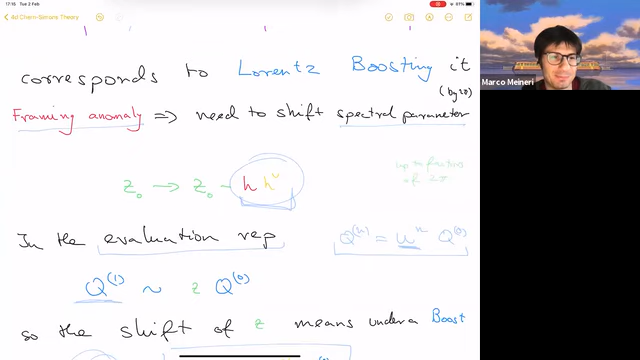 17:16 Tue 2 Feb
87%
4d Chern-Simons Theory
corresponds to Lorentz Boosting it
(by 2θ)
Framing anomaly ⟹ need to shift spectral parameter
up to factors
of 2π
z₀ → z₀ - ħ h^∨
In the evaluation rep
Q^(n) = u^n Q^(0)
Q^(1) ~ z Q^(0)
so the shift of z means under a Boost
Marco Meineri